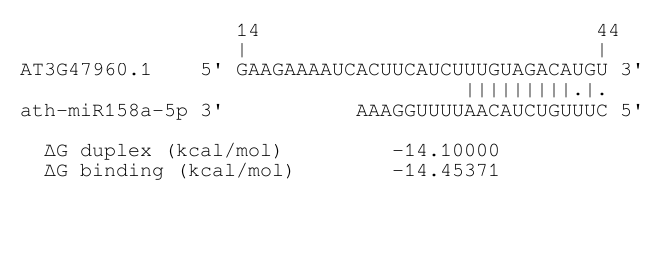 14 44
| |
AT3G47960.1 5' GAAGAAAAUCACUUCAUCUUUGUAGACAUGU 3'
|||||||||.|.
ath-miR158a-5p 3' AAAGGUUUUAACAUCUGUUUC 5'
ΔG duplex (kcal/mol) -14.10000
ΔG binding (kcal/mol) -14.45371